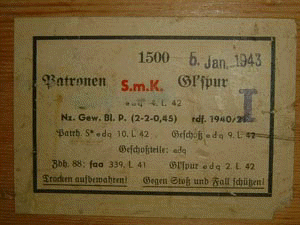 1500 5. Jan. 1943
Patronen S.m.K. Gl'spur
edq 4. L. 42
I
Nz. Gew. Bl. P. (2-2-0,45) rdf. 1940/21
Patrh. S* edq 10. L. 42 Geschoß edq 9. L. 42
Geschoßteile: edq
Zdh. 88: faa 339. L 41 Gl'spur edq 2. L. 42
Trocken aufbewahren! Gegen Stoß und Fall schützen!